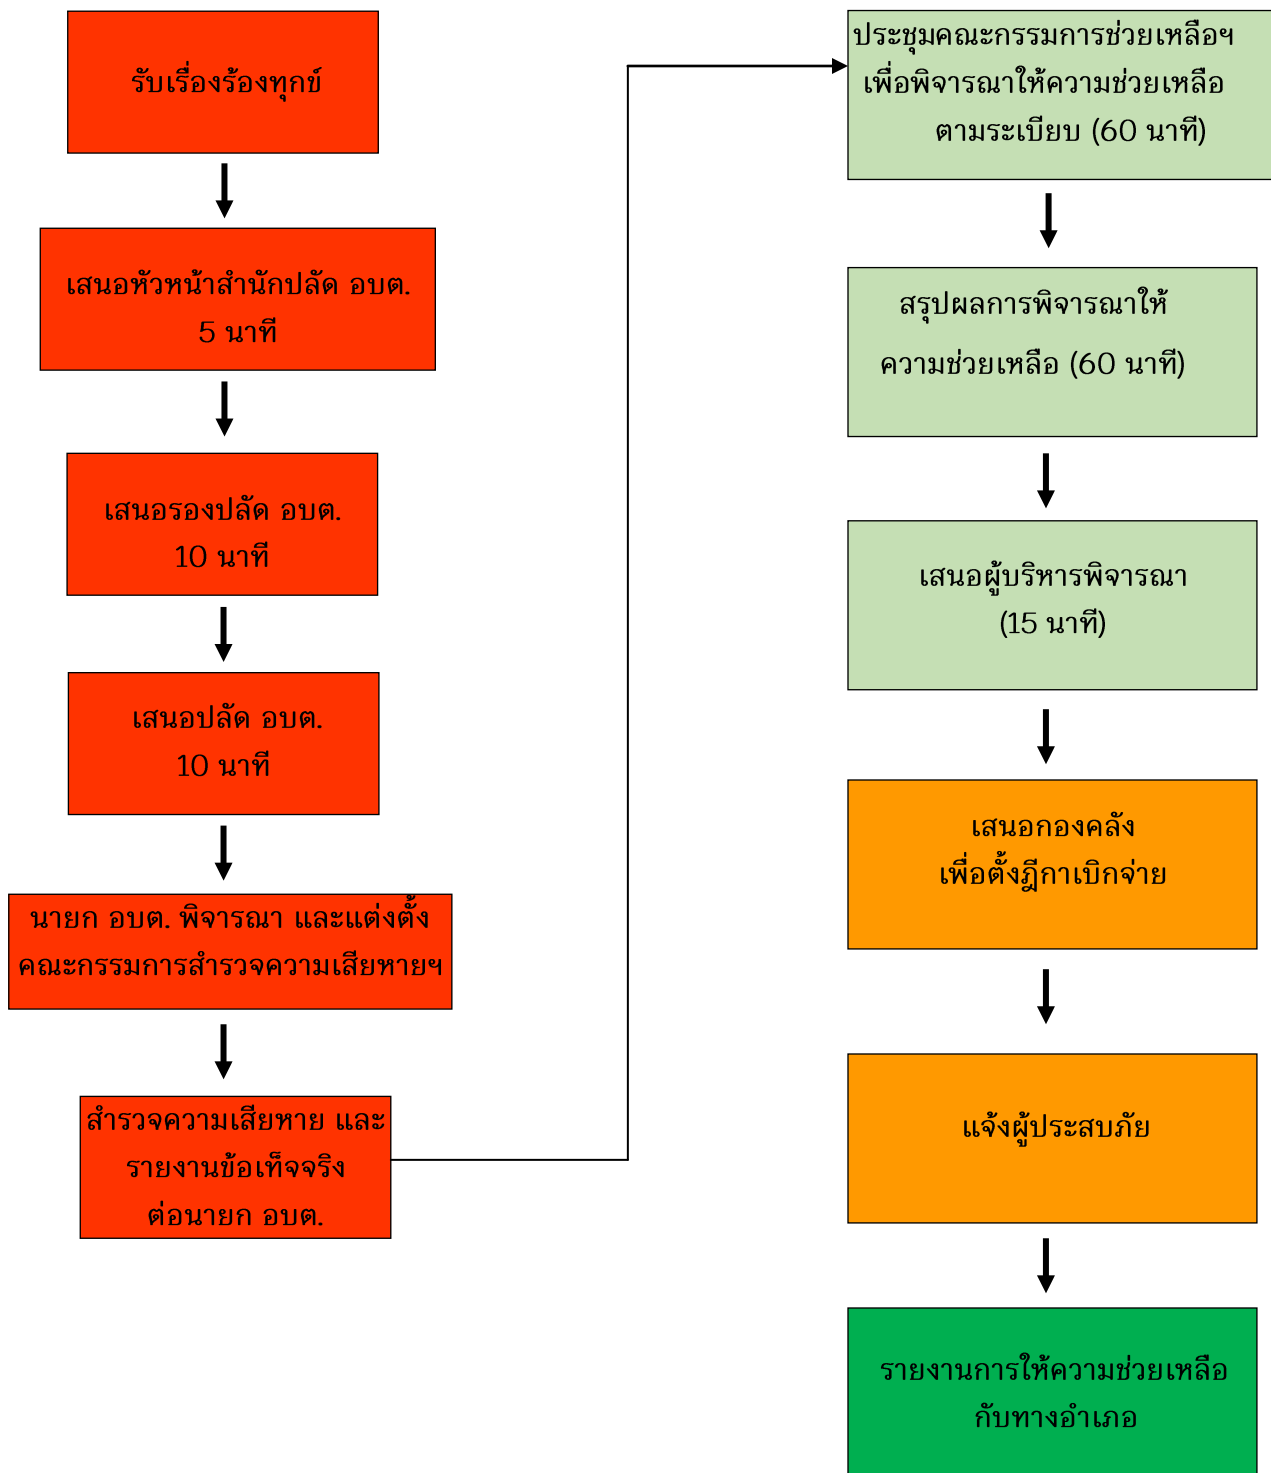 รับเรื่องร้องทุกข์
เสนอหัวหน้าสำนักปลัด อบต.
5 นาที
เสนอรองปลัด อบต.
10 นาที
เสนอปลัด อบต.
10 นาที
นายก อบต. พิจารณา และแต่งตั้ง
คณะกรรมการสำรวจความเสียหายฯ
สำรวจความเสียหาย และ
รายงานข้อเท็จจริง
ต่อนายก อบต.
ประชุมคณะกรรมการช่วยเหลือฯ
เพื่อพิจารณาให้ความช่วยเหลือ
ตามระเบียบ (60 นาที)
สรุปผลการพิจารณาให้
ความช่วยเหลือ (60 นาที)
เสนอผู้บริหารพิจารณา
(15 นาที)
เสนอกองคลัง
เพื่อตั้งฎีกาเบิกจ่าย
แจ้งผู้ประสบภัย
รายงานการให้ความช่วยเหลือ
กับทางอำเภอ